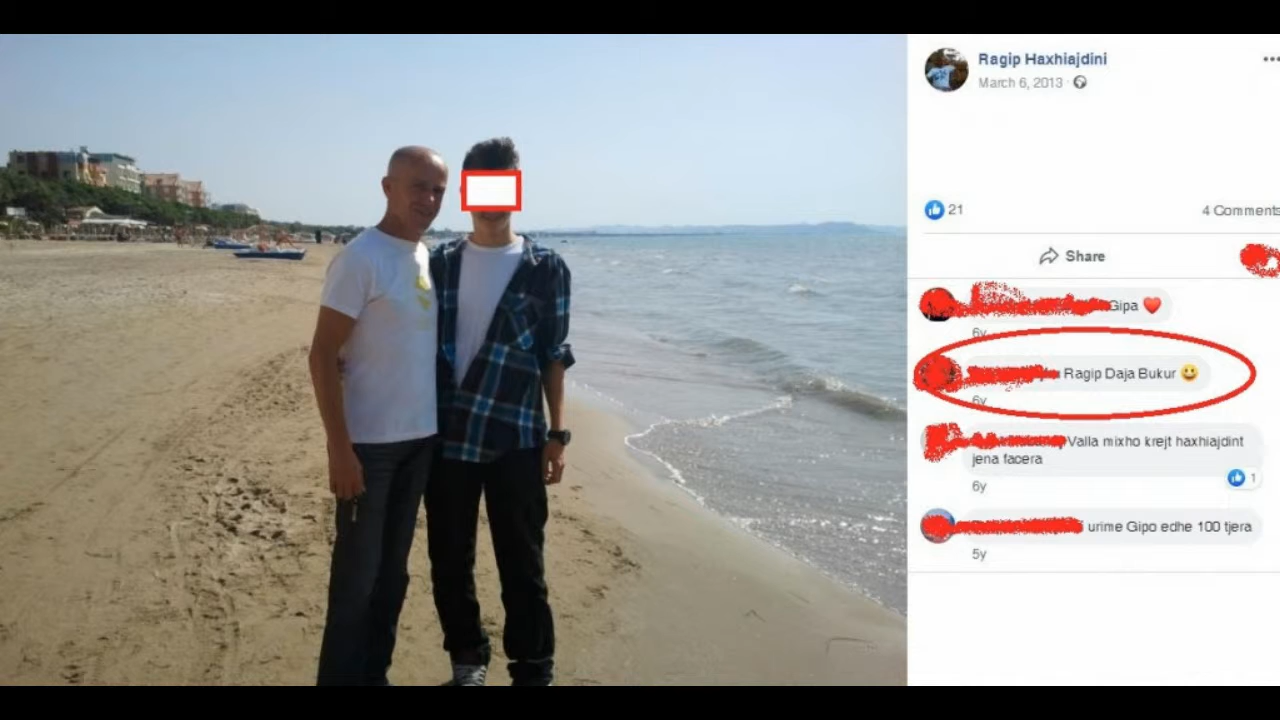 Ragip Haxhiajdini
March 6, 2013
21
4 Comments
Share
Gipa ❤️
6y
Ragip Daja Bukur 😃
6y
Valla mixho krejt haxhiajdint
jena facera
1
6y
urime Gipo edhe 100 tjera
5y